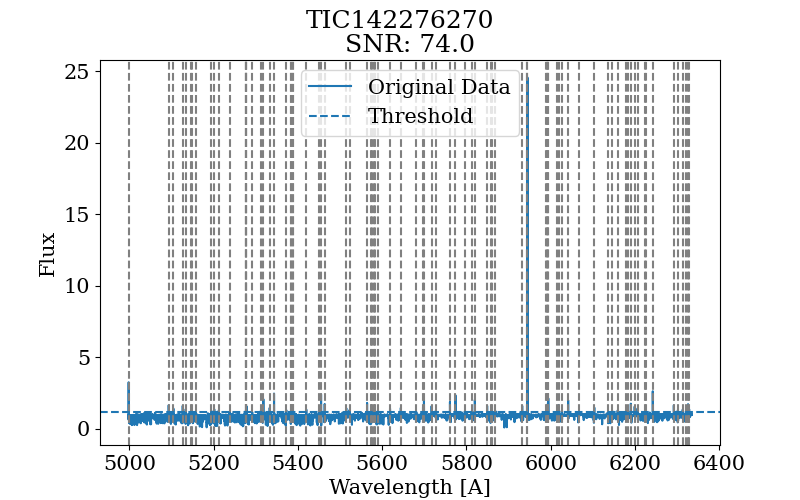 TIC142276270
SNR: 74.0
Original Data
Threshold
25
20
15
10
5
0
Flux
5000 5200 5400 5600 5800 6000 6200 6400
Wavelength [A]